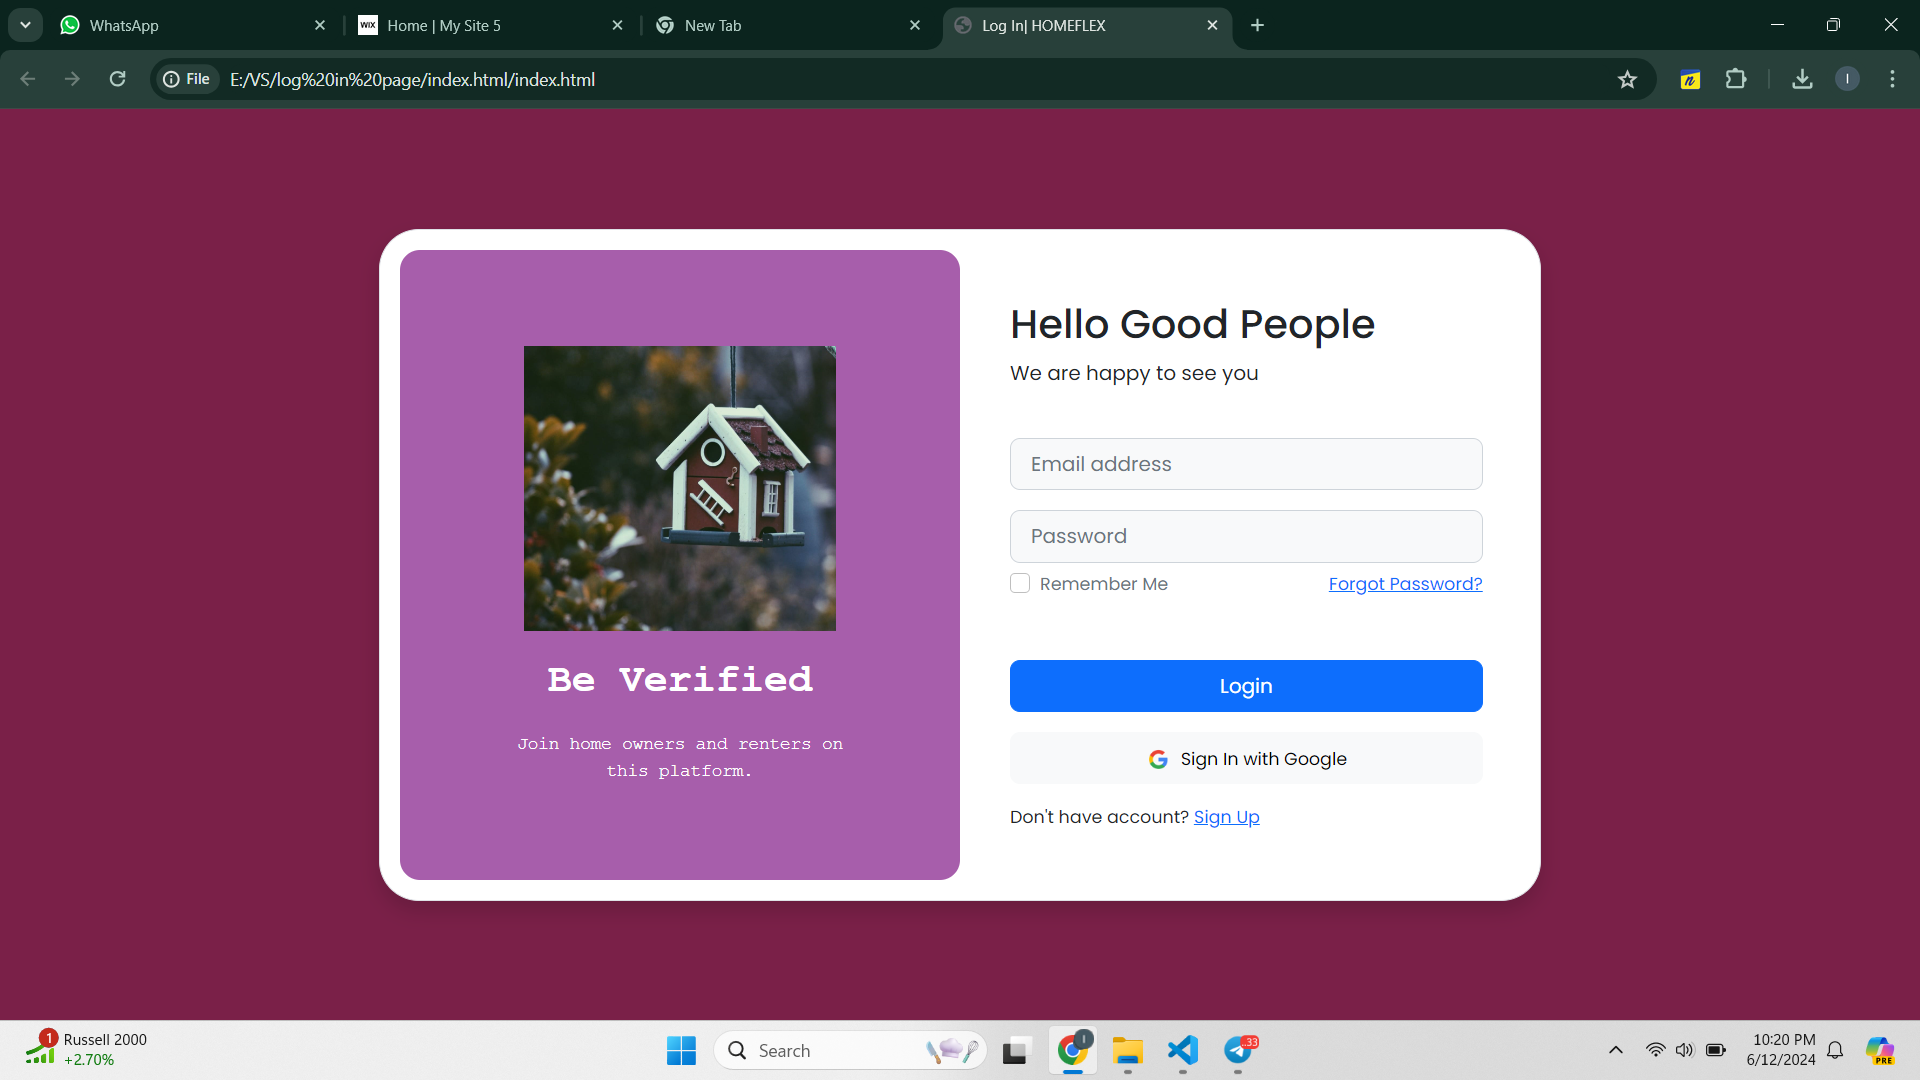 WhatsApp
WIX Home | My Site 5
New Tab
Log In| HOMEFLEX
File E:/VS/log%20in%20page/index.html/index.html
n
I
Hello Good People
We are happy to see you
Email address
Password
Remember Me Forgot Password?
Be Verified
Join home owners and renters on
this platform.
Login
Sign In with Google
Don't have account? Sign Up
1 Russell 2000
+2.70%
Search
I
33
10:20 PM
6/12/2024
PRE